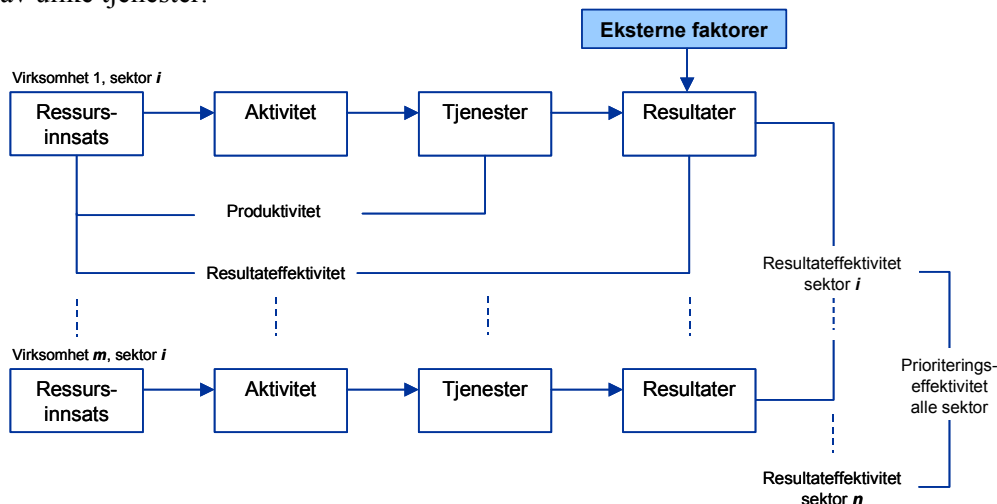 av ulike tjenester.
Eksterne faktorer
Virksomhet 1, sektor i
Ressurs-
innsats
Aktivitet
Tjenester
Resultater
Produktivitet
Resultateffektivitet
Resultateffektivitet
sektor i
Virksomhet m, sektor i
Ressurs-
innsats
Aktivitet
Tjenester
Resultater
Prioriterings-
effektivitet
alle sektor
Resultateffektivitet
sektor n